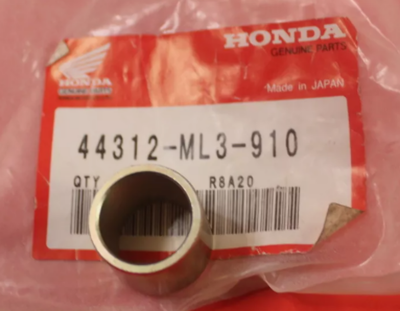 HONDA
GENUINE PARTS
HONDA
Made in JAPAN
44312-ML3-910
QTY
R8A20